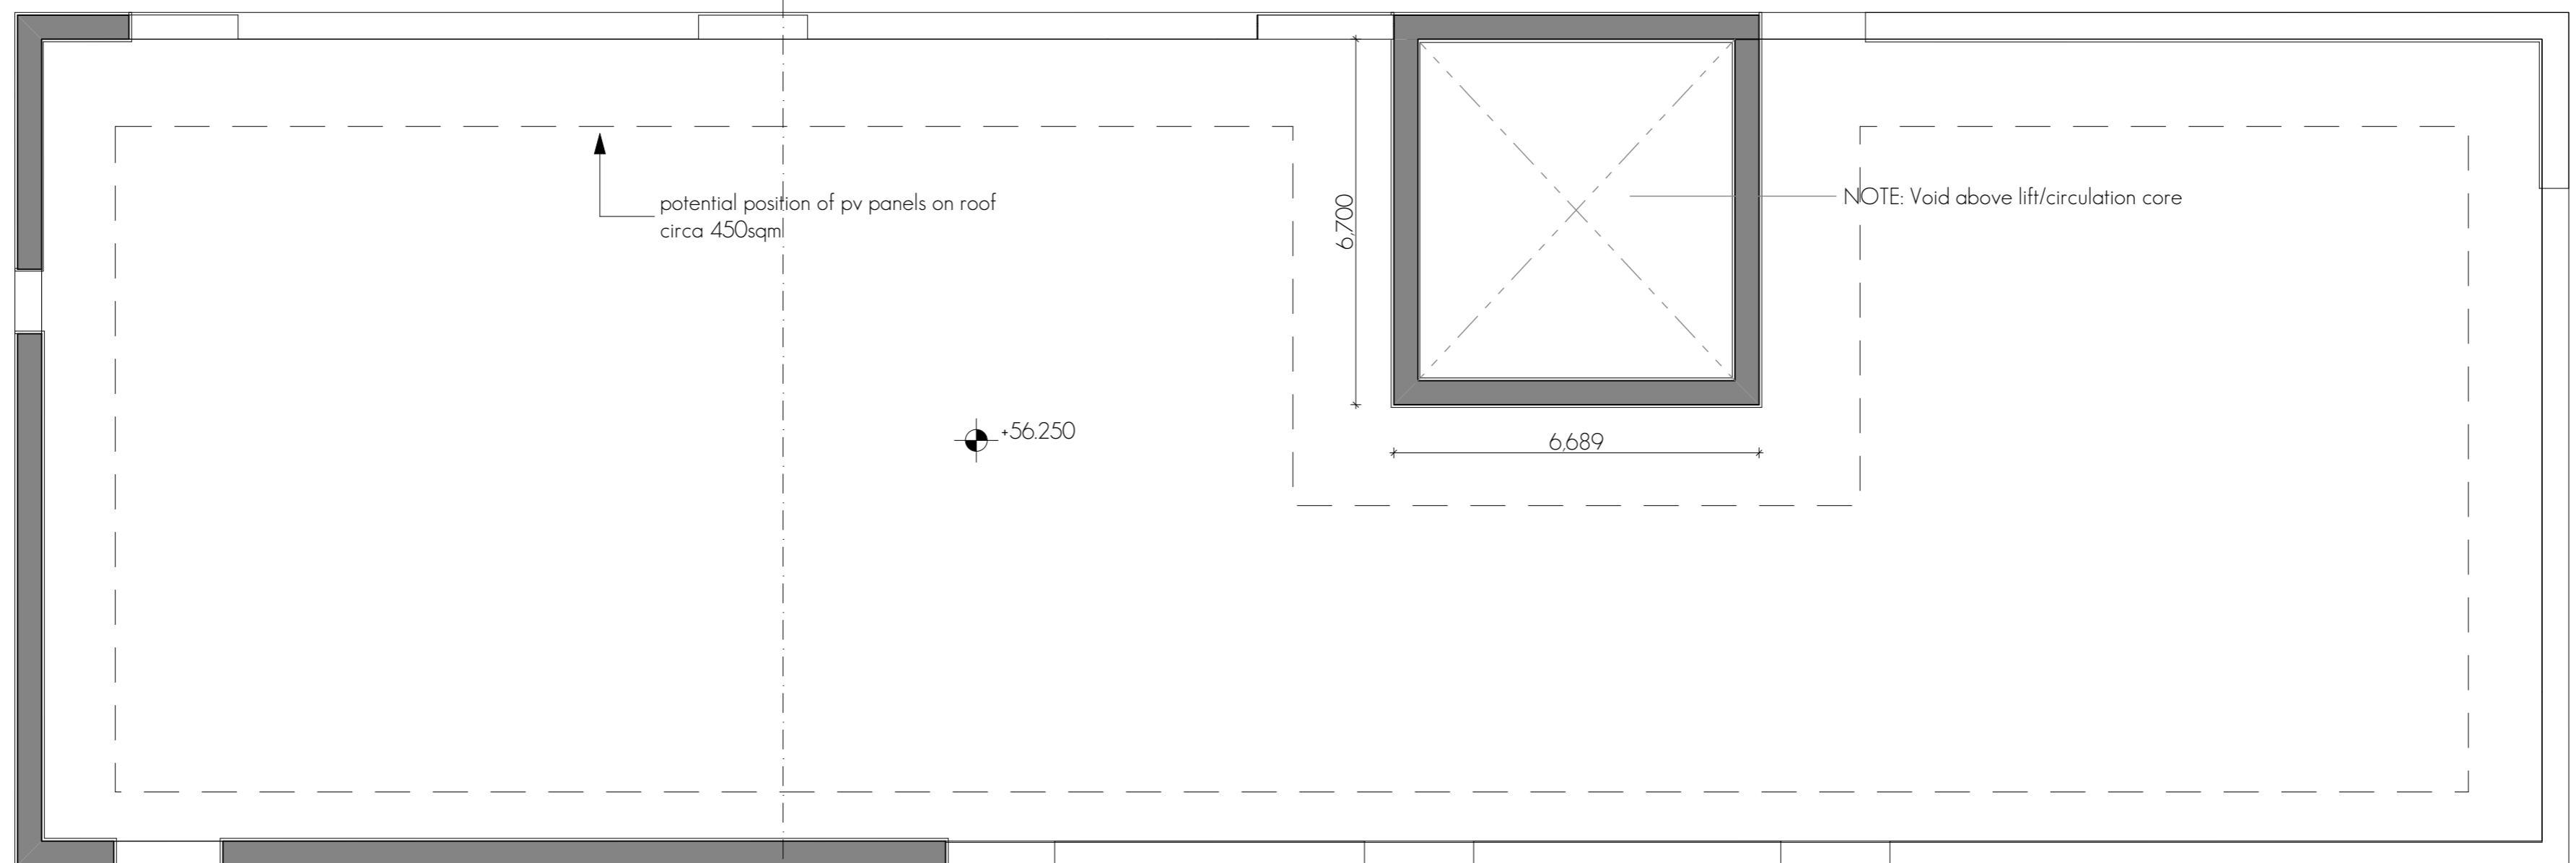 potential position of pv panels on roof
circa 450sqm
6,700
NOTE: Void above lift/circulation core
+56.250
6,689